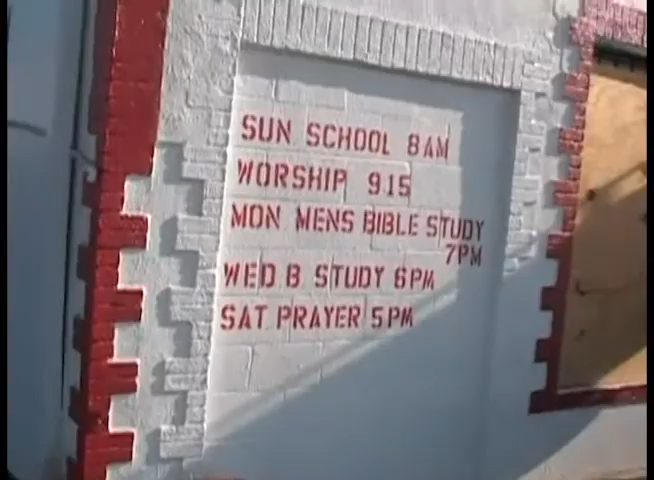 SUN SCHOOL 8AM
WORSHIP 915
MON MENS BIBLE STUDY
7PM
WED B STUDY 6PM
SAT PRAYER 5PM